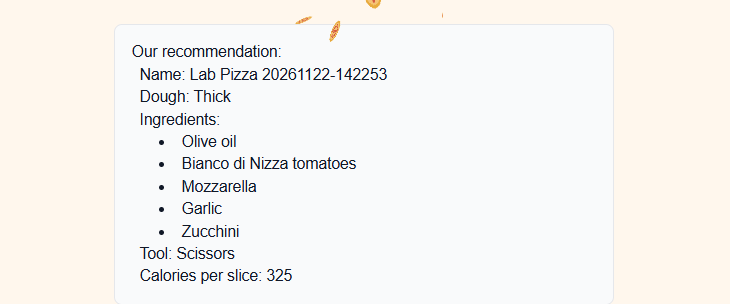 Our recommendation:
Name: Lab Pizza 20261122-142253
Dough: Thick
Ingredients:
• Olive oil
• Bianco di Nizza tomatoes
• Mozzarella
• Garlic
• Zucchini
Tool: Scissors
Calories per slice: 325